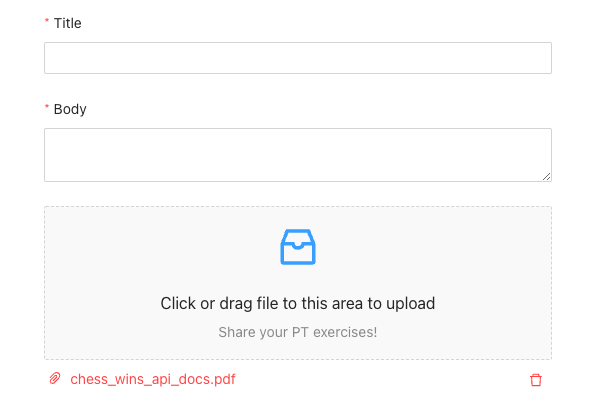 * Title
* Body
Click or drag file to this area to upload
Share your PT exercises!
chess_wins_api_docs.pdf